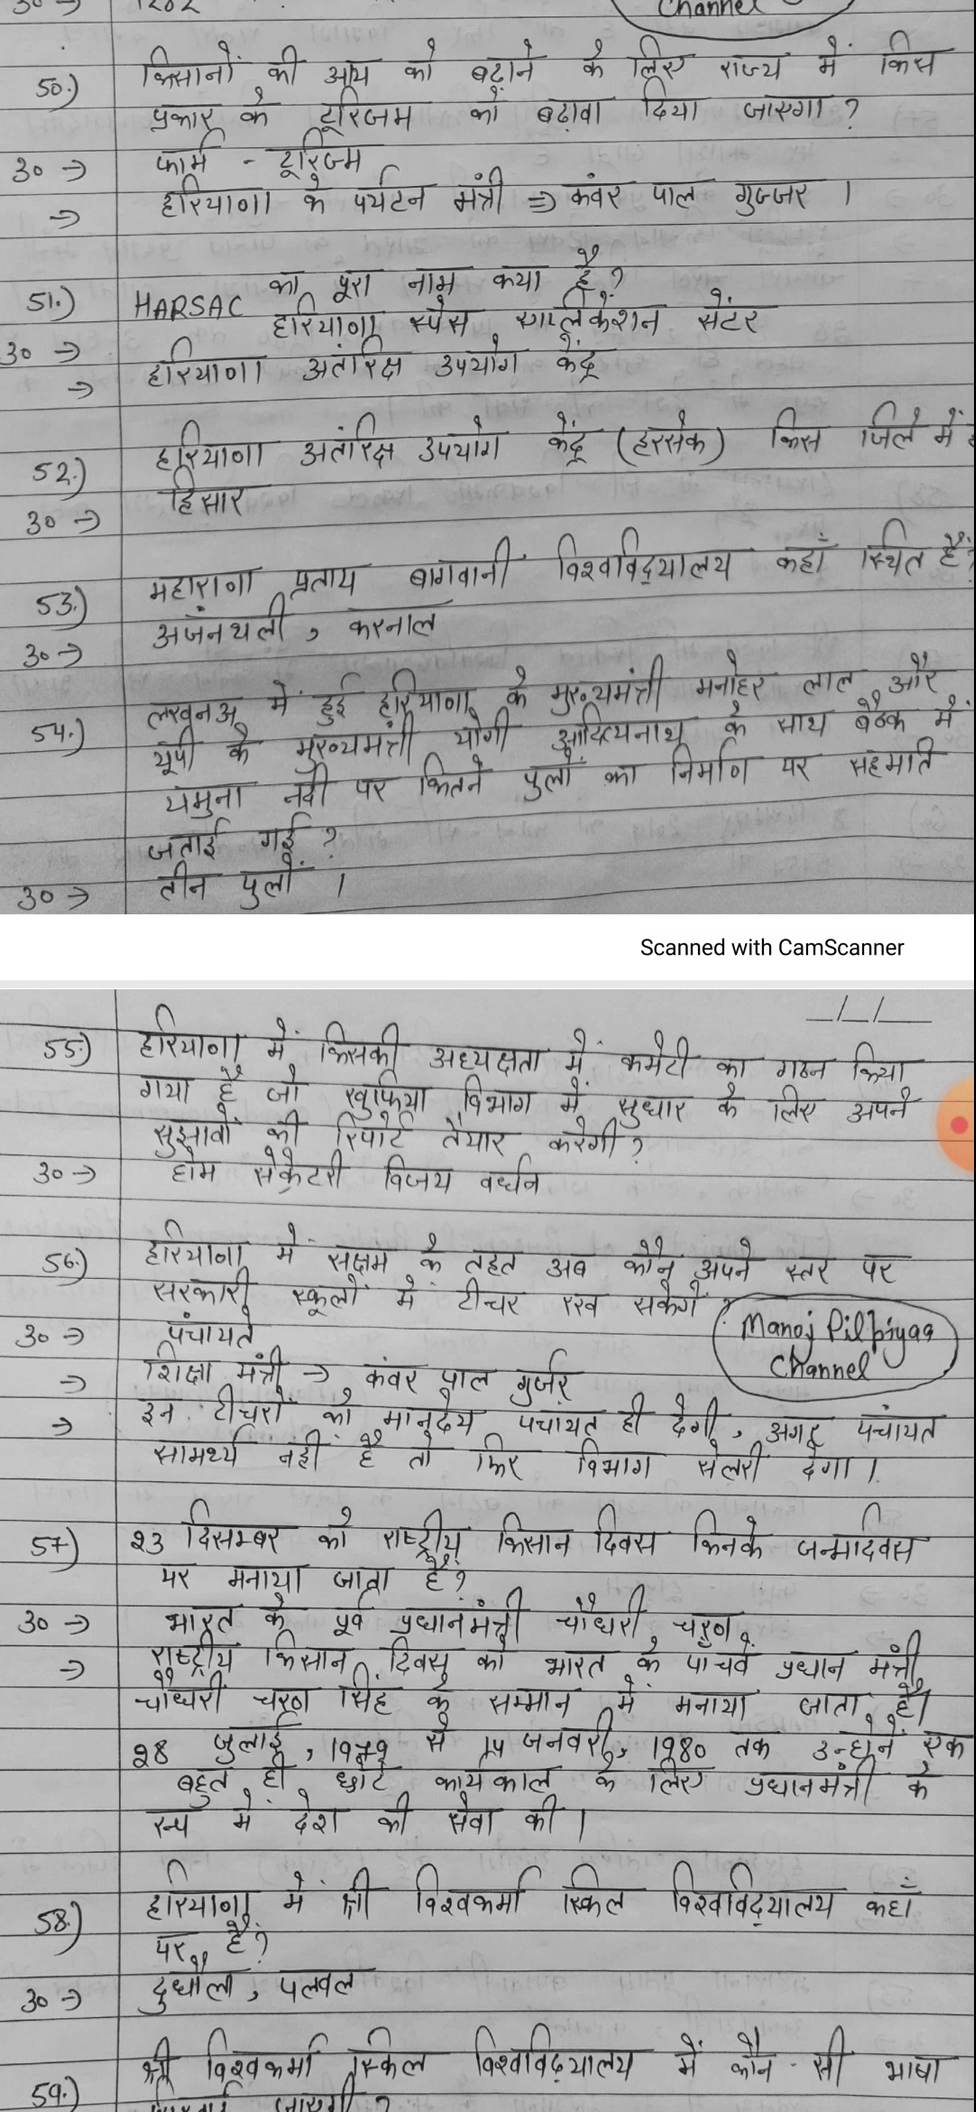 30 → 1202
Channel
50.) किसानों की आय को बढ़ाने के लिए राज्य में किस
प्रकार के टूरिजम को बढ़ावा दिया जाएगा?
30 → फार्म - टूरिज्म
→ हरियाणा के पर्यटन मंत्री ⇒ कंवर पाल गुज्जर ।
51.) HARSAC का पूरा नाम क्या है?
30 → हरियाणा स्पेस एप्लीकेशन सेंटर
→ हरियाणा अंतरिक्ष उपयोग केंद्र
52.) हरियाणा अतंरिक्ष उपयोग केंद्र (हरसेक) किस जिले में
30 → हिसार
53.) महाराणा प्रताप बागवानी विश्वविद्यालय कहाँ स्थित है?
30 → अंजनथली, करनाल
54.) लखनऊ में हुई हरियाणा के मुख्यमंत्री मनोहर लाल और
यूपी के मुख्यमंत्री योगी आदित्यनाथ के साथ बैठक में
यमुना नदी पर कितने पुलों का निर्माण पर सहमति
जताई गई ?
30 → तीन पुलों ।
Scanned with CamScanner
55.) हरियाणा में किसकी अध्यक्षता में कमेटी का गठन किया
गया है जो खुफिया विभाग में सुधार के लिए अपने
सुझावों की रिपोर्ट तैयार करेगी?
30 → होम सेक्रेटरी विजय वर्धन
56.) हरियाणा में सक्षम के तहत अब कौन अपने स्तर पर
सरकारी स्कूलों में टीचर रख सकेगें ?
30 → पंचायते
Manoj Pilpiyaa
Channel
→ शिक्षा मंत्री → कंवर पाल गुर्जर
→ इन टीचरों को मानदेय पंचायत ही देगी, अगर पंचायत
सामर्थ्य नहीं है तो फिर विभाग सेलरी देगा ।
57.) 23 दिसम्बर को राष्ट्रीय किसान दिवस किनके जन्मदिवस
पर मनाया जाता है?
30 → भारत के पूर्व प्रधानमंत्री चौधरी चरण
→ राष्ट्रीय किसान दिवस को भारत के पाँचवें प्रधान मंत्री
चौधरी चरण सिंह के सम्मान में मनाया जाता है।
28 जुलाई, 1979 से 14 जनवरी, 1980 तक उन्होंने एक
बहुत ही छोटे कार्यकाल के लिए प्रधानमंत्री के
रूप में देश की सेवा की ।
58.) हरियाणा में श्री विश्वकर्मा स्किल विश्वविद्यालय कहाँ
पर है?
30 → दुधौला, पलवल
59.) श्री विश्वकर्मा स्किल विश्वविद्यालय में कौन - सी भाषा
जाएगी ?